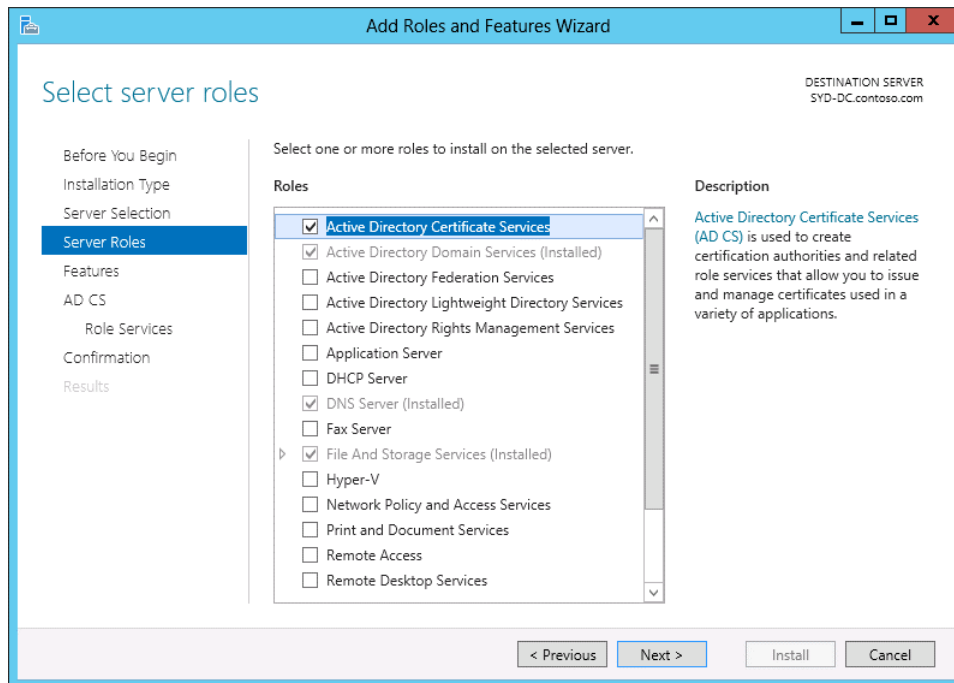 Add Roles and Features Wizard
Select server roles
DESTINATION SERVER
SYD-DC.contoso.com
Before You Begin
Installation Type
Server Selection
Server Roles
Features
AD CS
Role Services
Confirmation
Results
Select one or more roles to install on the selected server.
Roles
Active Directory Certificate Services
Active Directory Domain Services (Installed)
Active Directory Federation Services
Active Directory Lightweight Directory Services
Active Directory Rights Management Services
Application Server
DHCP Server
DNS Server (Installed)
Fax Server
File And Storage Services (Installed)
Hyper-V
Network Policy and Access Services
Print and Document Services
Remote Access
Remote Desktop Services
Description
Active Directory Certificate Services
(AD CS) is used to create
certification authorities and related
role services that allow you to issue
and manage certificates used in a
variety of applications.
< Previous
Next >
Install
Cancel